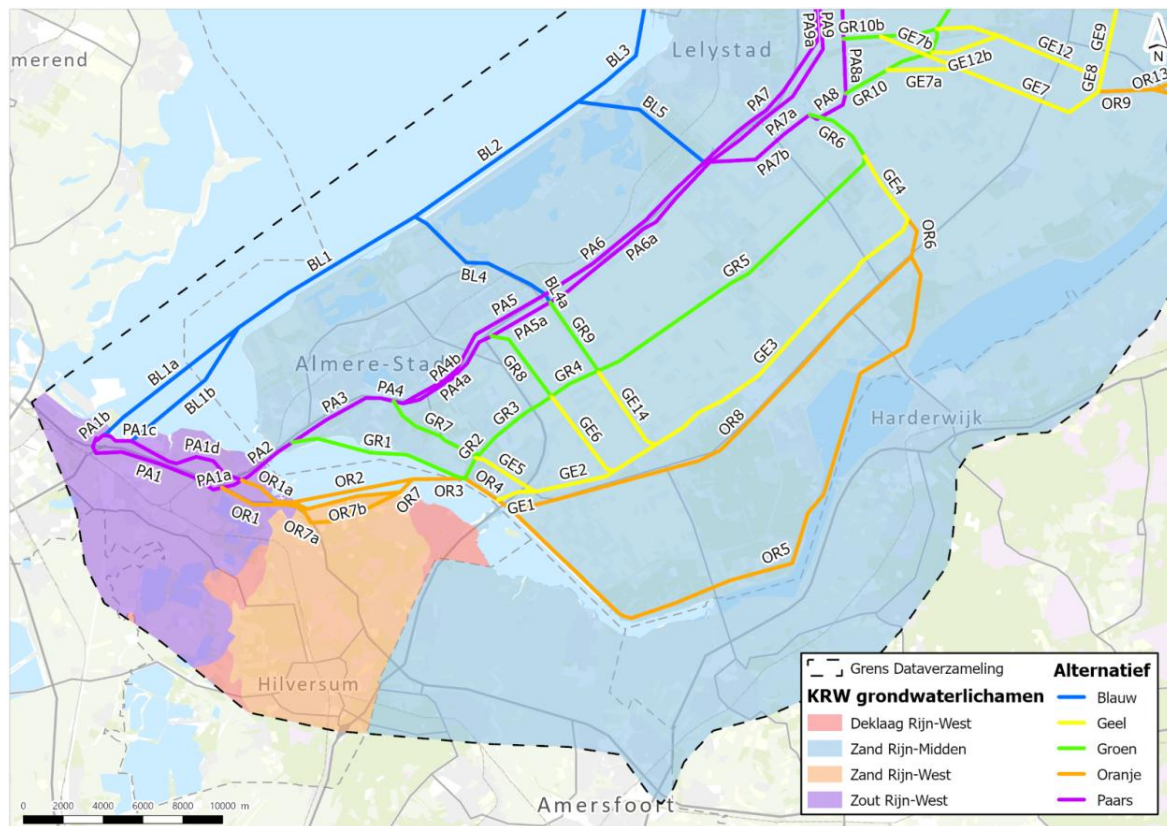 merend
Lelystad
BL3
PA9a
PA9
GR10b
GE7b
GE12
GE9
GE12b
GE8
PA8a
GR10
GE7a
GE7
OR9
OR13
PA7
PA8
PA7a
BL5
GR6
PA7b
BL2
GE4
OR6
BL1
PA6
PA6a
BL4
BL4a
GR5
PA5
PA5a
GR9
Almere-Stad
PA4b
PA4a
GR8
GR4
GE3
BL1a
BL1b
PA4
PA3
GR3
GE14
GR7
GE6
OR8
Harderwijk
PA1b
PA1c
PA1d
PA2
GR1
GR2
PA1
PA1a
OR1a
OR2
GE5
GE2
OR3
OR4
OR1
OR7
OR7b
OR7a
GE1
OR5
Hilversum
Amersfoort
N
Grens Dataverzameling
KRW grondwaterlichamen
Deklaag Rijn-West
Zand Rijn-Midden
Zand Rijn-West
Zout Rijn-West
Alternatief
Blauw
Geel
Groen
Oranje
Paars
0 2000 4000 6000 8000 10000 m